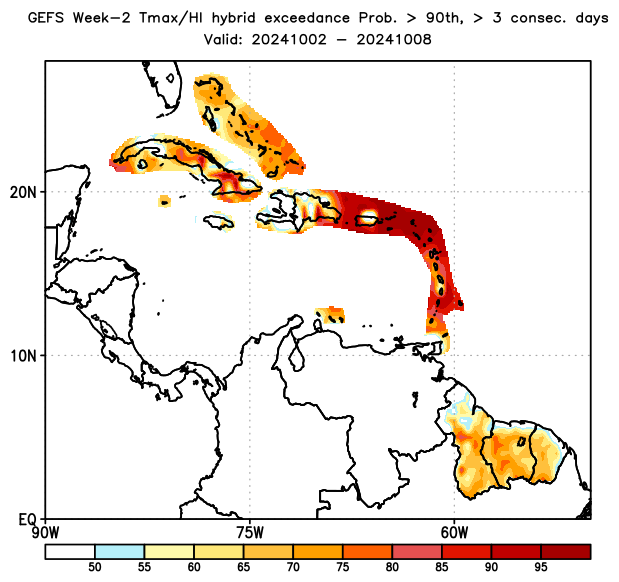 GEFS Week-2 Tmax/HI hybrid exceedance Prob. > 90th, > 3 consec. days
Valid: 20241002 - 20241008
20N
10N
EQ
90W 75W 60W
50 55 60 65 70 75 80 85 90 95